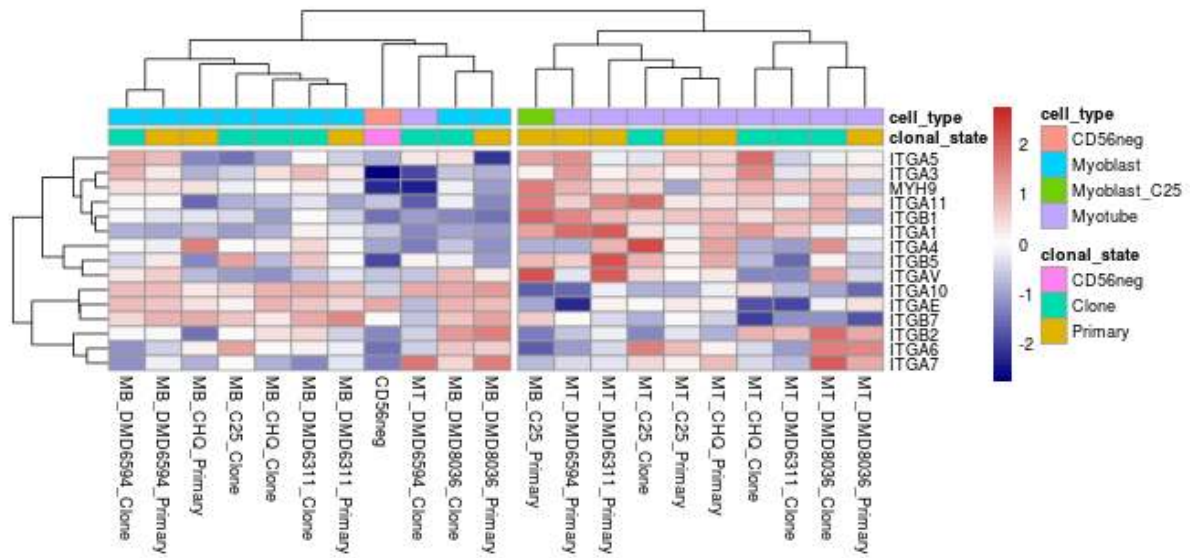 cell_type
clonal_state
ITGA5
ITGA3
MYH9
ITGA11
ITGB1
ITGA1
ITGA4
ITGB5
ITGAV
ITGA10
ITGAE
ITGB7
ITGB2
ITGA6
ITGA7
MB_DMD6594_Clone
MB_DMD6594_Primary
MB_CHQ_Primary
MB_C25_Clone
MB_CHQ_Clone
MB_DMD6311_Clone
MB_DMD6311_Primary
CD56neg
MT_DMD6594_Clone
MB_DMD8036_Clone
MB_DMD8036_Primary
MB_C25_Primary
MT_DMD6594_Primary
MT_DMD6311_Primary
MT_C25_Clone
MT_C25_Primary
MT_CHQ_Primary
MT_CHQ_Clone
MT_DMD6311_Clone
MT_DMD8036_Clone
MT_DMD8036_Primary
2
1
0
-1
-2
cell_type
CD56neg
Myoblast
Myoblast_C25
Myotube
clonal_state
CD56neg
Clone
Primary